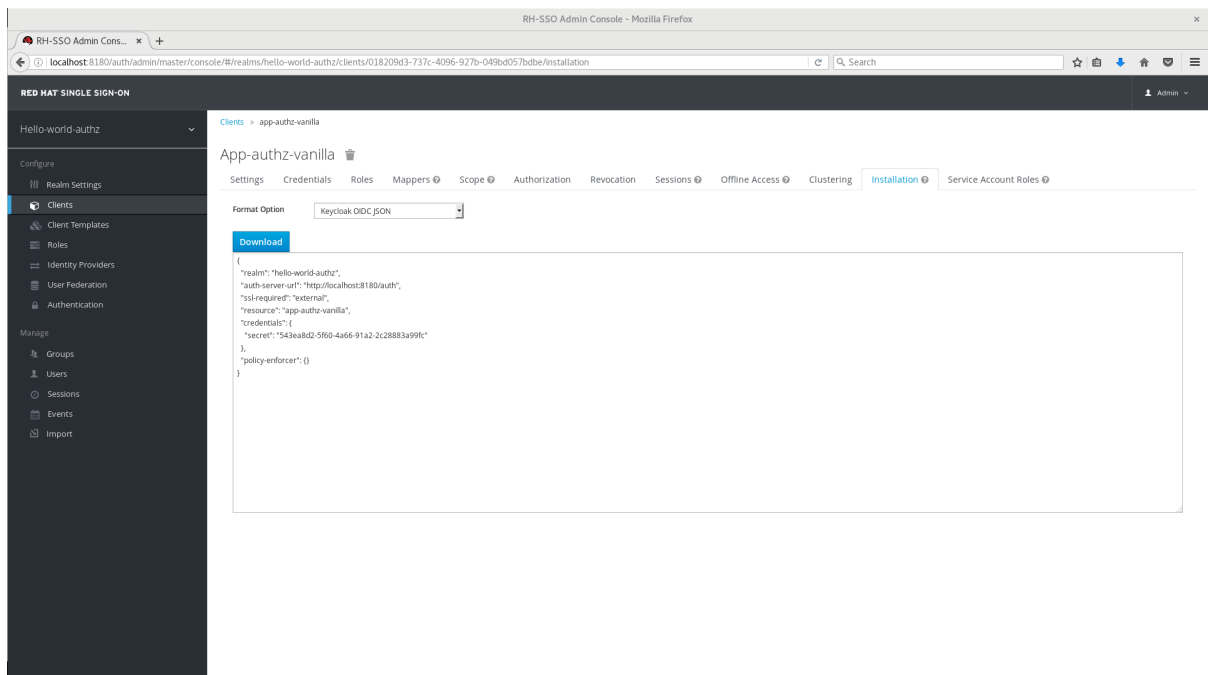 RH-SSO Admin Console - Mozilla Firefox
RH-SSO Admin Cons...
localhost:8180/auth/admin/master/console/#/realms/hello-world-authz/clients/018209d3-737c-4096-927b-049bd057bdbe/installation
Search
RED HAT SINGLE SIGN-ON
Admin
Hello-world-authz
Clients » app-authz-vanilla
App-authz-vanilla
Configure
Realm Settings
Clients
Client Templates
Roles
Identity Providers
User Federation
Authentication
Manage
Groups
Users
Sessions
Events
Import
Settings Credentials Roles Mappers Scope Authorization Revocation Sessions Offline Access Clustering Installation Service Account Roles
Format Option Keycloak OIDC JSON
Download
{
"realm": "hello-world-authz",
"auth-server-url": "http://localhost:8180/auth",
"ssl-required": "external",
"resource": "app-authz-vanilla",
"credentials": {
"secret": "543ea8d2-5f60-4a66-91a2-2c28883a99fc"
},
"policy-enforcer": {}
}